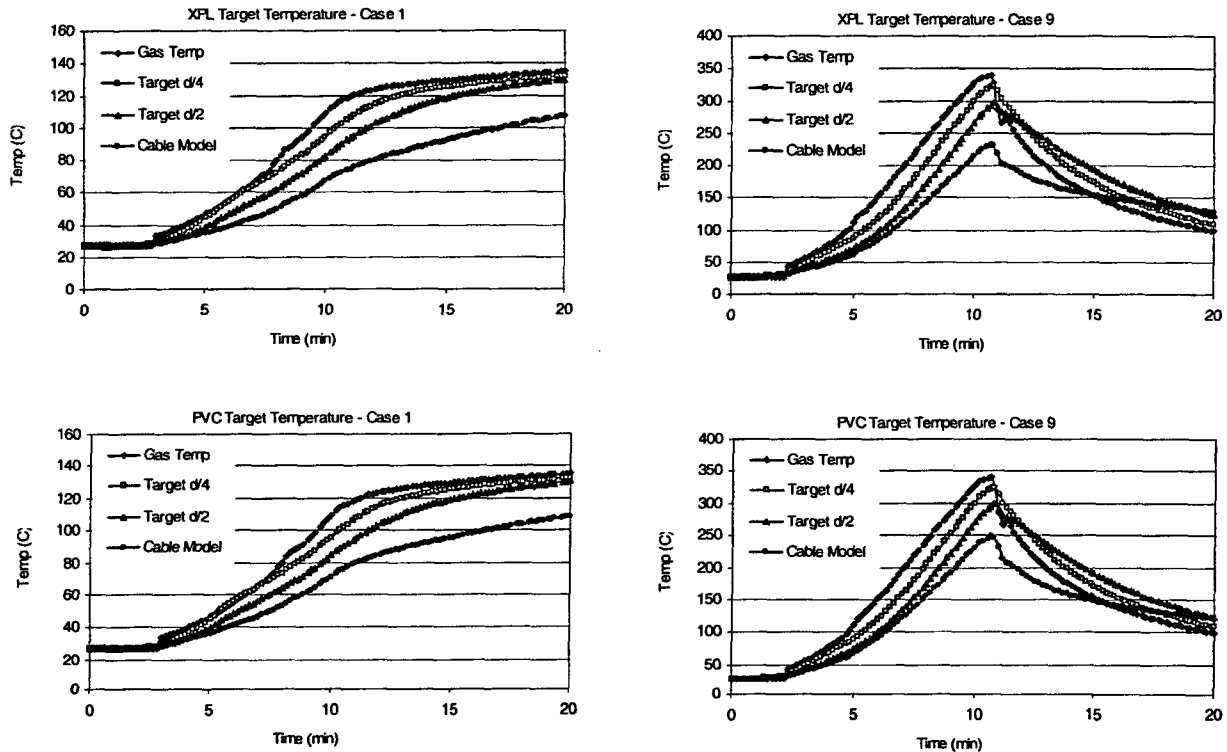 XPL Target Temperature - Case 1
160
140
120
100
80
60
40
20
0
Temp (C)
Gas Temp
Target d/4
Target d/2
Cable Model
0 5 10 15 20
Time (min)
XPL Target Temperature - Case 9
400
350
300
250
200
150
100
50
0
Temp (C)
Gas Temp
Target d/4
Target d/2
Cable Model
0 5 10 15 20
Time (min)
PVC Target Temperature - Case 1
160
140
120
100
80
60
40
20
0
Temp (C)
Gas Temp
Target d/4
Target d/2
Cable Model
0 5 10 15 20
Time (min)
PVC Target Temperature - Case 9
400
350
300
250
200
150
100
50
0
Temp (C)
Gas Temp
Target d/4
Target d/2
Cable Model
0 5 10 15 20
Time (min)